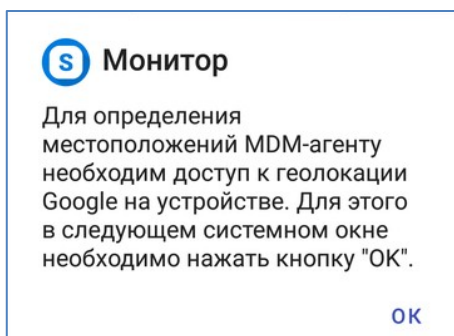 S
Монитор
Для определения
местоположений MDM-агенту
необходим доступ к геолокации
Google на устройстве. Для этого
в следующем системном окне
необходимо нажать кнопку "OK".
ОК